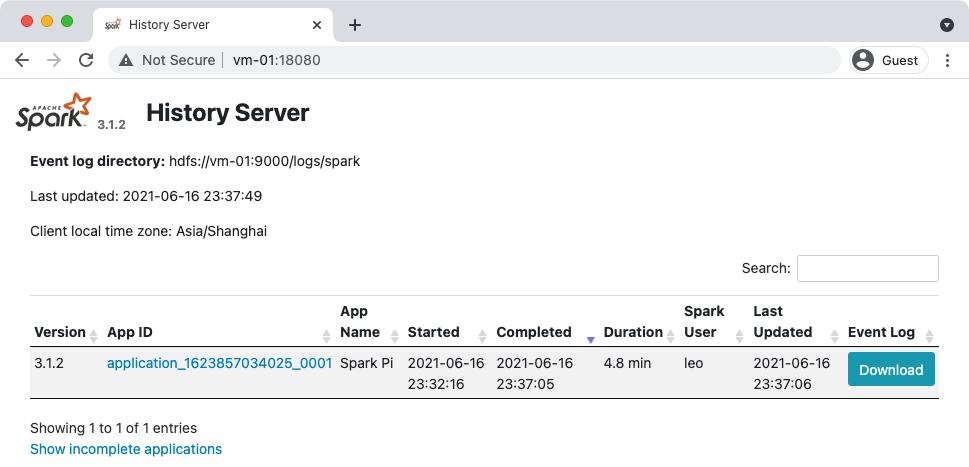 History Server
Not Secure | vm-01:18080
Guest
APACHE
Spark 3.1.2 History Server
Event log directory: hdfs://vm-01:9000/logs/spark
Last updated: 2021-06-16 23:37:49
Client local time zone: Asia/Shanghai
Search:
Version App ID App Name Started Completed Duration Spark User Last Updated Event Log
3.1.2 application_1623857034025_0001 Spark Pi 2021-06-16 23:32:16 2021-06-16 23:37:05 4.8 min leo 2021-06-16 23:37:06 Download
Showing 1 to 1 of 1 entries
Show incomplete applications